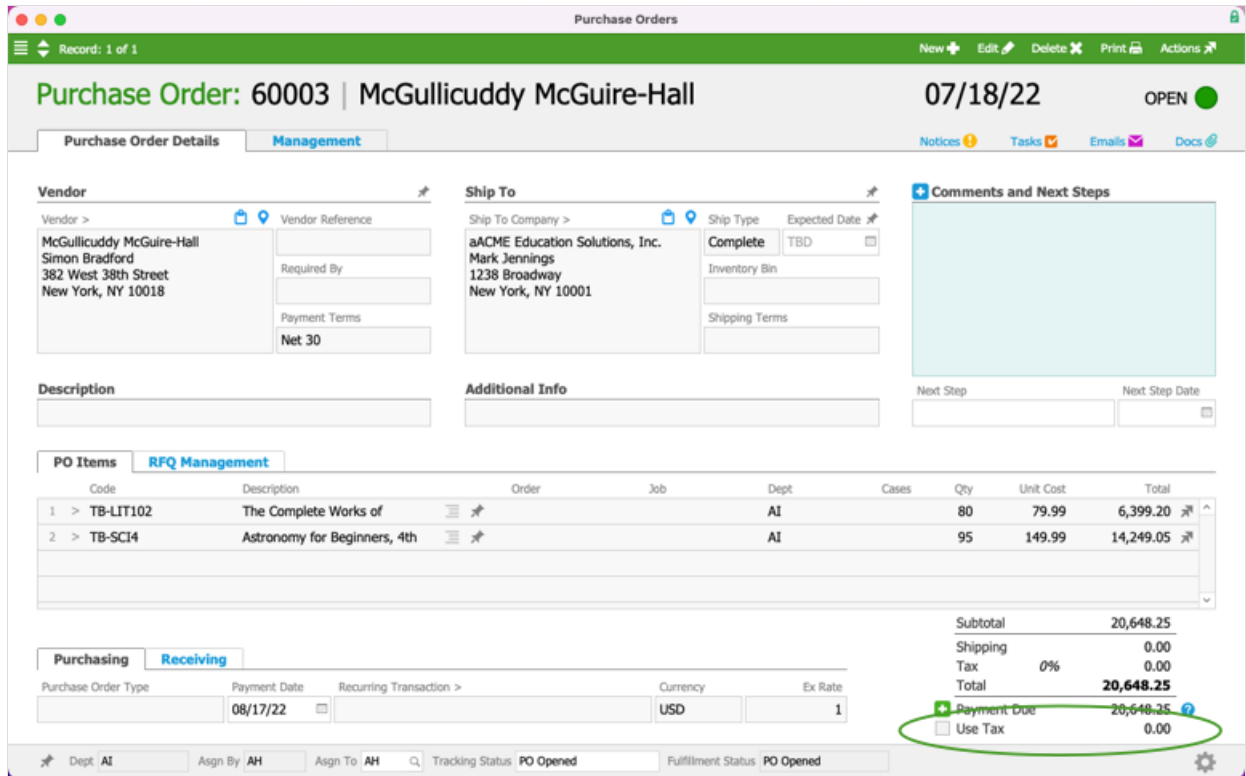 Purchase Orders
Record: 1 of 1 New Edit Delete Print Actions
Purchase Order: 60003 | McGullicuddy McGuire-Hall 07/18/22 OPEN
Purchase Order Details Management Notices Tasks Emails Docs
Vendor Ship To Comments and Next Steps
Vendor > Vendor Reference Ship To Company > Ship Type Expected Date
McGullicuddy McGuire-Hall aACME Education Solutions, Inc. Complete TBD
Simon Bradford Mark Jennings
382 West 38th Street Required By 1238 Broadway Inventory Bin
New York, NY 10018 New York, NY 10001
Payment Terms Shipping Terms
Net 30
Description Additional Info Next Step Next Step Date
PO Items RFQ Management
Code Description Order Job Dept Cases Qty Unit Cost Total
1 > TB-LIT102 The Complete Works of AI 80 79.99 6,399.20
2 > TB-SCI4 Astronomy for Beginners, 4th AI 95 149.99 14,249.05
Subtotal 20,648.25
Shipping 0.00
Purchasing Receiving Tax 0% 0.00
Purchase Order Type Payment Date Recurring Transaction > Currency Ex Rate Total 20,648.25
08/17/22 USD 1 Payment Due 20,648.25
Use Tax 0.00
Dept AI Asgn By AH Asgn To AH Tracking Status PO Opened Fulfillment Status PO Opened